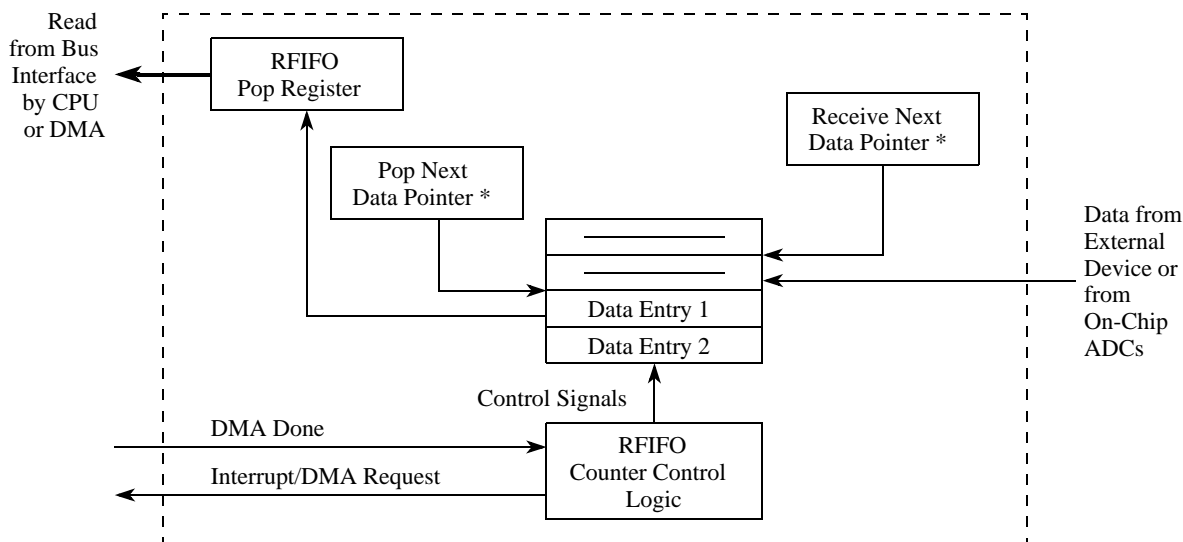 Read
from Bus
Interface
by CPU
or DMA
RFIFO
Pop Register
Receive Next
Data Pointer *
Pop Next
Data Pointer *
Data from
External
Device or
from
On-Chip
ADCs
Data Entry 1
Data Entry 2
Control Signals
DMA Done
Interrupt/DMA Request
RFIFO
Counter Control
Logic